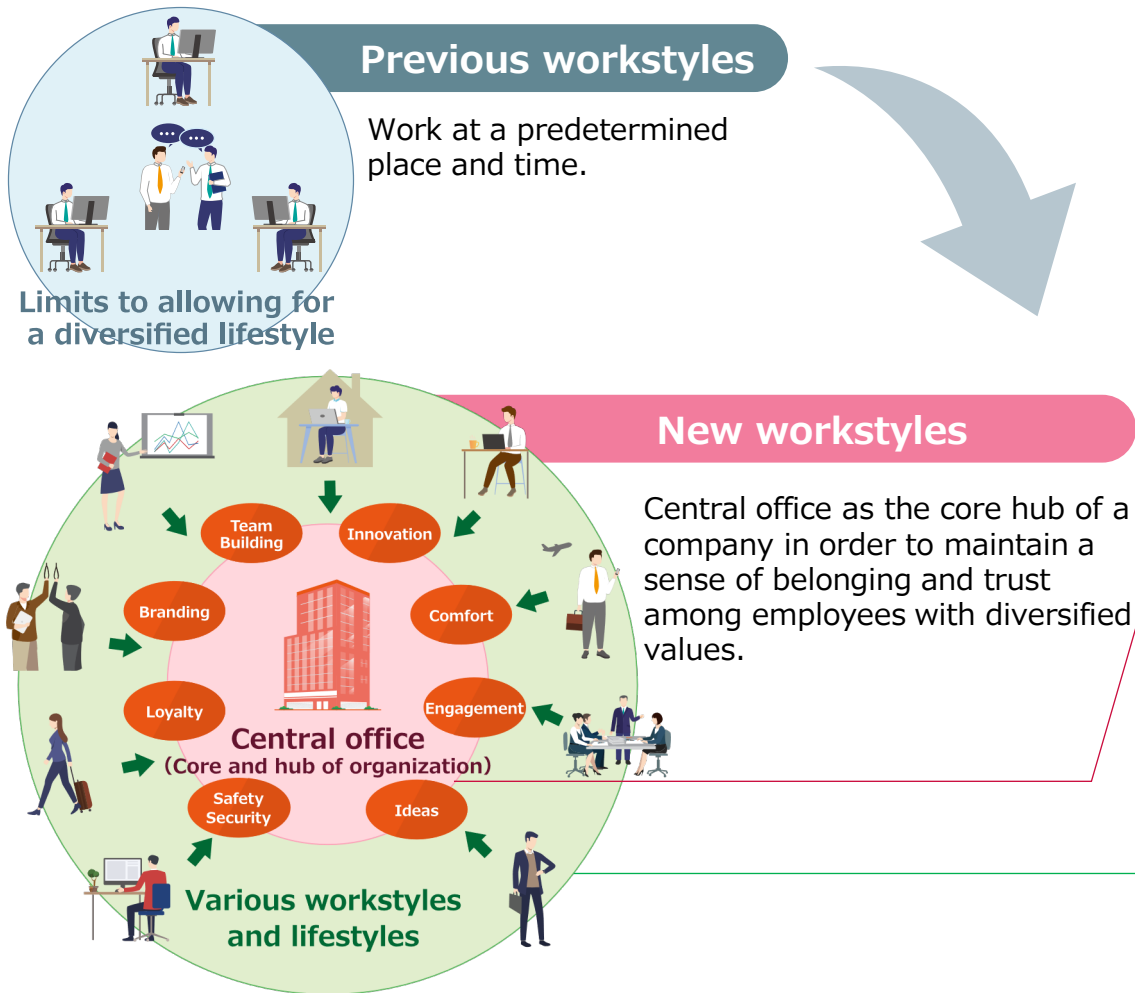 Previous workstyles
Work at a predetermined
place and time.
Limits to allowing for
a diversified lifestyle
New workstyles
Central office as the core hub of a
company in order to maintain a
sense of belonging and trust
among employees with diversified
values.
Team
Building
Innovation
Branding
Comfort
Loyalty
Engagement
Central office
(Core and hub of organization)
Safety
Security
Ideas
Various workstyles
and lifestyles